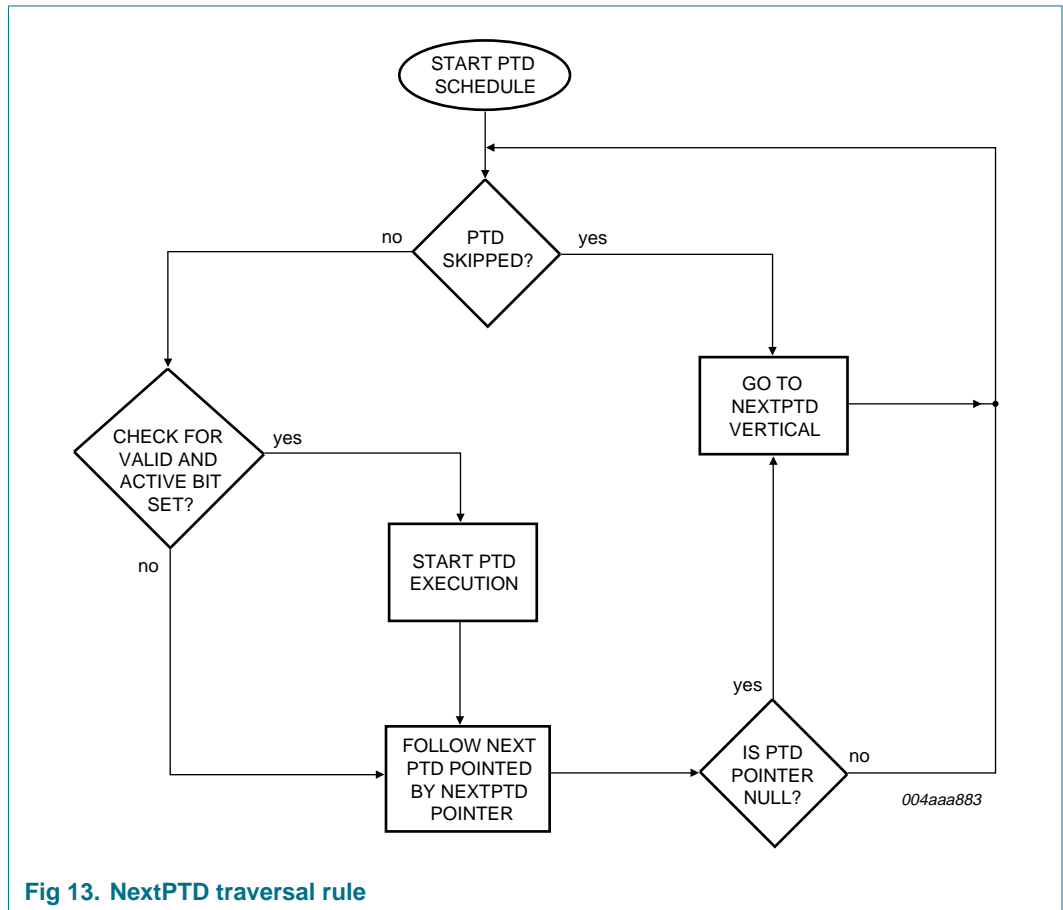 START PTD
SCHEDULE
PTD
SKIPPED?
no
yes
GO TO
NEXTPTD
VERTICAL
CHECK FOR
VALID AND
ACTIVE BIT
SET?
yes
no
START PTD
EXECUTION
FOLLOW NEXT
PTD POINTED
BY NEXTPTD
POINTER
IS PTD
POINTER
NULL?
yes
no
004aaa883
Fig 13. NextPTD traversal rule